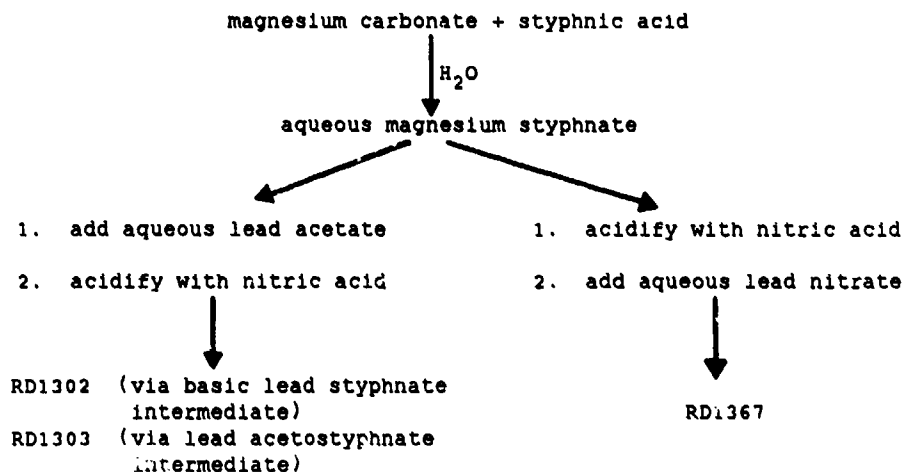 magnesium carbonate + styphnic acid
H2O
aqueous magnesium styphnate
1. add aqueous lead acetate
2. acidify with nitric acid
1. acidify with nitric acid
2. add aqueous lead nitrate
RD1302 (via basic lead styphnate
intermediate)
RD1303 (via lead acetostyphnate
intermediate)
RD1367